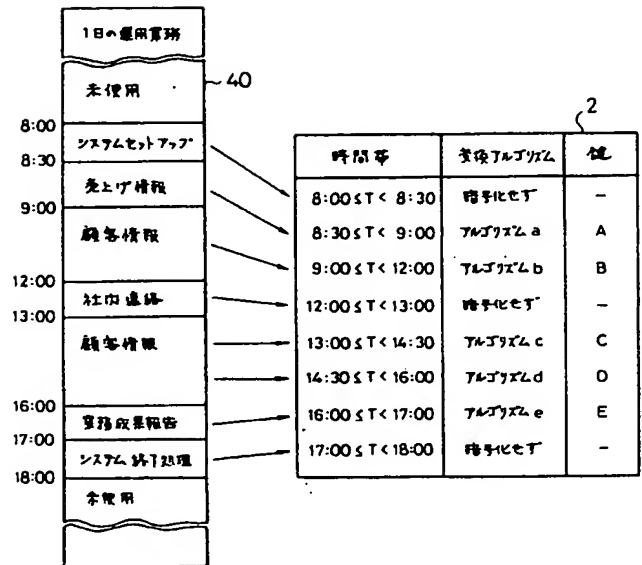 1日の運用業務
40
未使用
8:00
システムセットアップ
8:30
売上げ情報
9:00
顧客情報
12:00
社内連絡
13:00
顧客情報
16:00
業務成果報告
17:00
システム終了処理
18:00
未使用
2
時間帯 変換アルゴリズム 鍵
8:00≦T< 8:30 暗号化せず −
8:30≦T< 9:00 アルゴリズムa A
9:00≦T<12:00 アルゴリズムb B
12:00≦T<13:00 暗号化せず −
13:00≦T<14:30 アルゴリズムc C
14:30≦T<16:00 アルゴリズムd D
16:00≦T<17:00 アルゴリズムe E
17:00≦T<18:00 暗号化せず −